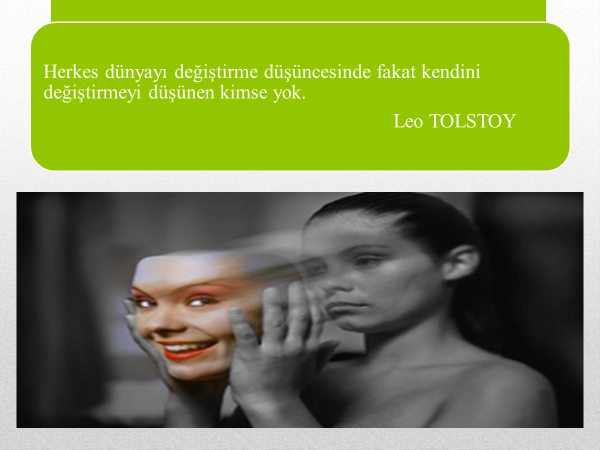 Herkes dünyayı değiştirme düşüncesinde fakat kendini
değiştirmeyi düşünen kimse yok.
Leo TOLSTOY